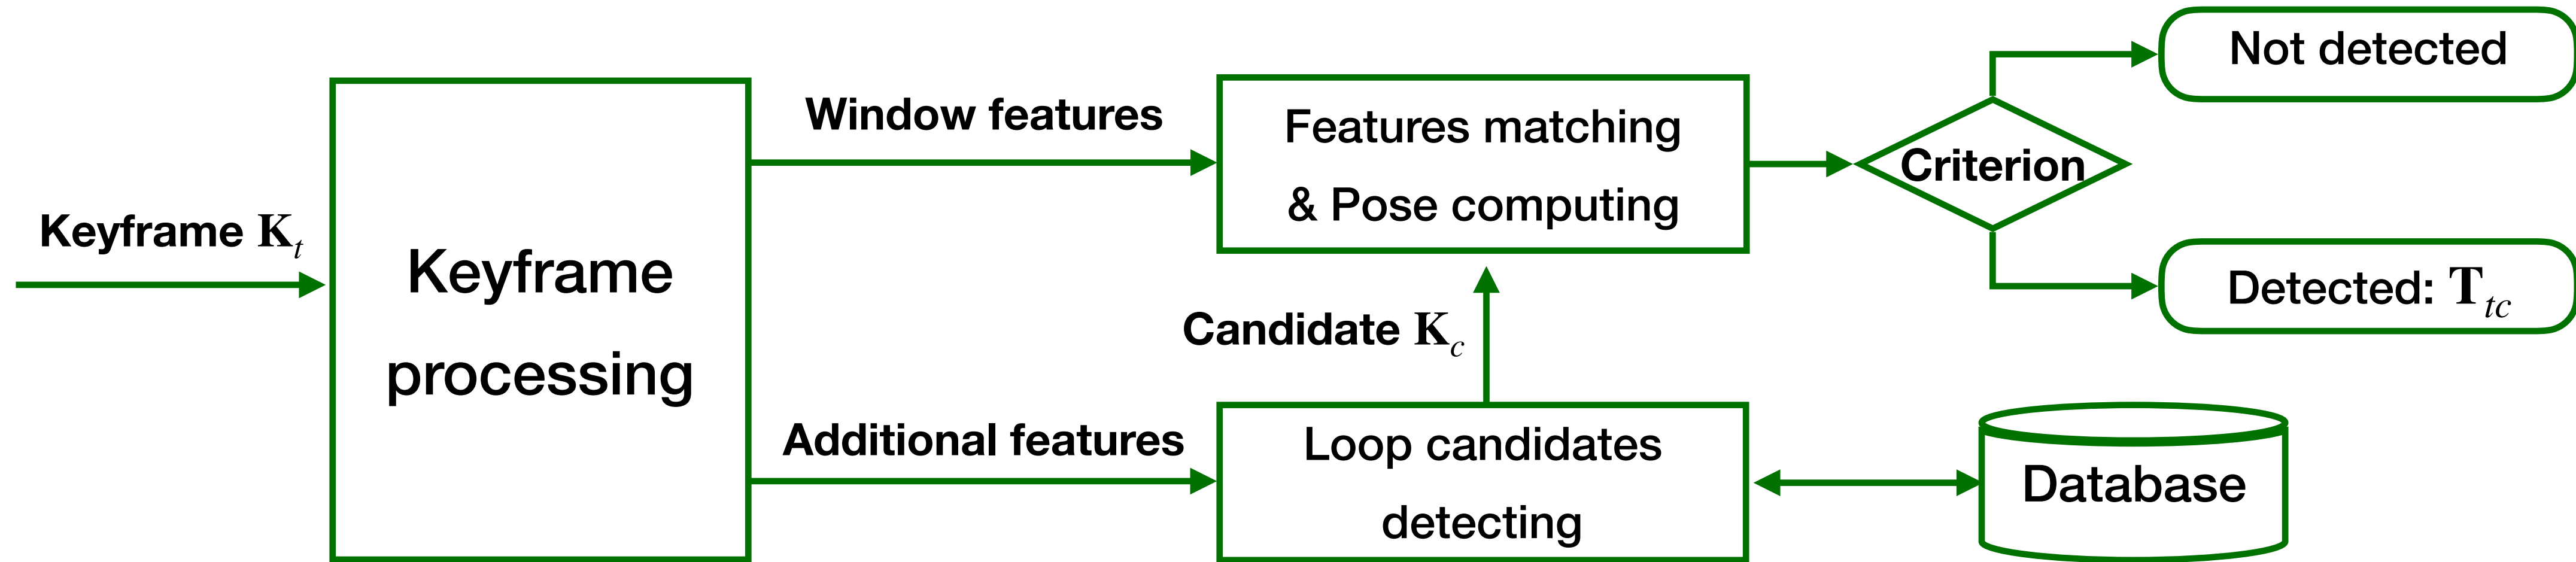 Keyframe K_t
Keyframe
processing
Window features
Additional features
Features matching
& Pose computing
Candidate K_c
Loop candidates
detecting
Criterion
Not detected
Detected: T_tc
Database